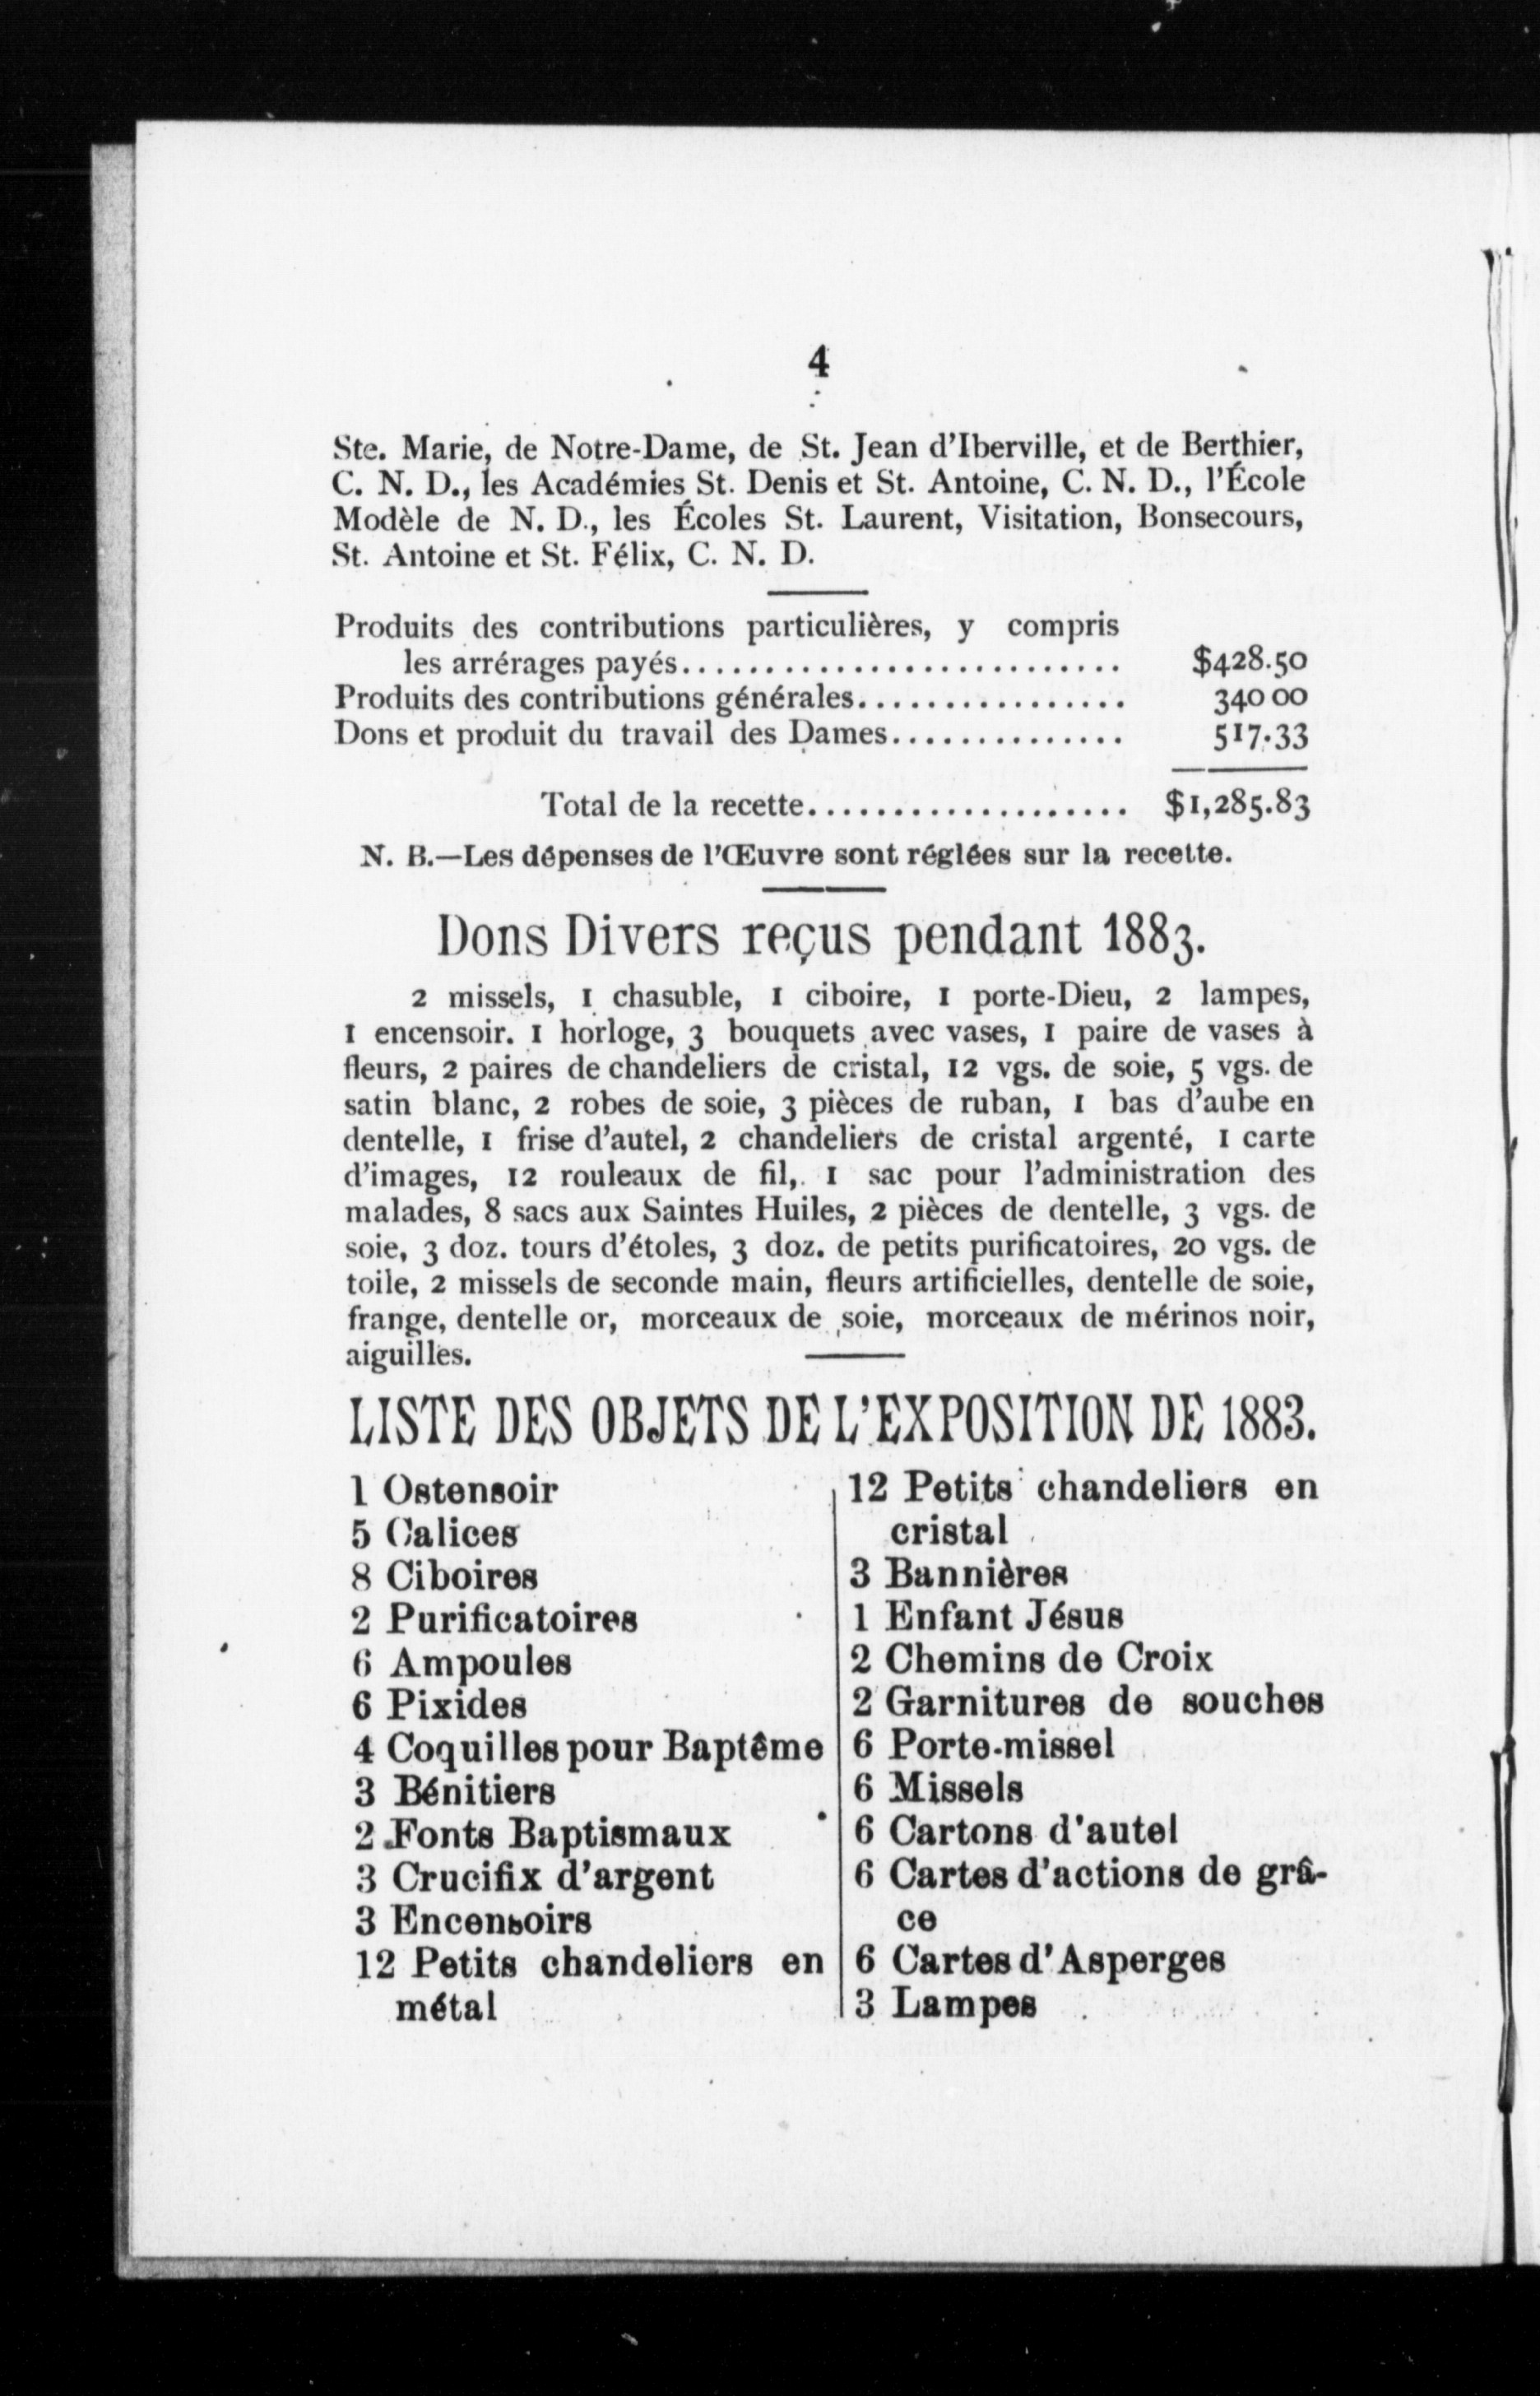 4
Ste. Marie, de Notre-Dame, de St. Jean d'Iberville, et de Berthier,
C. N. D., les Académies St. Denis et St. Antoine, C. N. D., l'École
Modèle de N. D., les Écoles St. Laurent, Visitation, Bonsecours,
St. Antoine et St. Félix, C. N. D.
Produits des contributions particulières, y compris
les arrérages payés........................... $428.50
Produits des contributions générales................ 340 00
Dons et produit du travail des Dames.............. 517.33
Total de la recette.................... $1,285.83
N. B.—Les dépenses de l'Œuvre sont réglées sur la recette.
Dons Divers reçus pendant 1883.
2 missels, 1 chasuble, 1 ciboire, 1 porte-Dieu, 2 lampes,
1 encensoir. 1 horloge, 3 bouquets avec vases, 1 paire de vases à
fleurs, 2 paires de chandeliers de cristal, 12 vgs. de soie, 5 vgs. de
satin blanc, 2 robes de soie, 3 pièces de ruban, 1 bas d'aube en
dentelle, 1 frise d'autel, 2 chandeliers de cristal argenté, 1 carte
d'images, 12 rouleaux de fil, 1 sac pour l'administration des
malades, 8 sacs aux Saintes Huiles, 2 pièces de dentelle, 3 vgs. de
soie, 3 doz. tours d'étoles, 3 doz. de petits purificatoires, 20 vgs. de
toile, 2 missels de seconde main, fleurs artificielles, dentelle de soie,
frange, dentelle or, morceaux de soie, morceaux de mérinos noir,
aiguilles.
LISTE DES OBJETS DE L'EXPOSITION DE 1883.
1 Ostensoir
5 Calices
8 Ciboires
2 Purificatoires
6 Ampoules
6 Pixides
4 Coquilles pour Baptême
3 Bénitiers
2 Fonts Baptismaux
3 Crucifix d'argent
3 Encensoirs
12 Petits chandeliers en
métal
12 Petits chandeliers en
cristal
3 Bannières
1 Enfant Jésus
2 Chemins de Croix
2 Garnitures de souches
6 Porte-missel
6 Missels
6 Cartons d'autel
6 Cartes d'actions de grâ-
ce
6 Cartes d'Asperges
3 Lampes